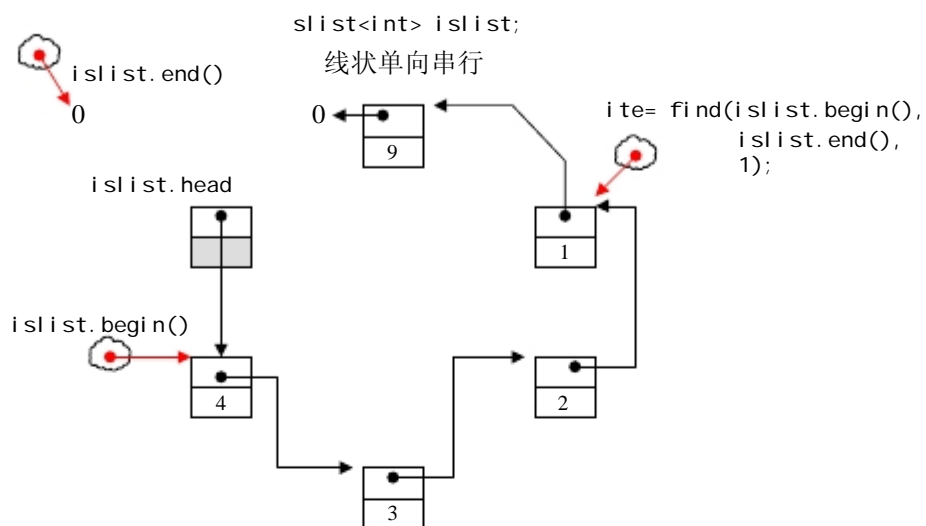 slist<int> islist;
线状单向串行
islist.end()
0
0
9
ite= find(islist.begin(),
islist.end(),
1);
islist.head
1
islist.begin()
4
2
3